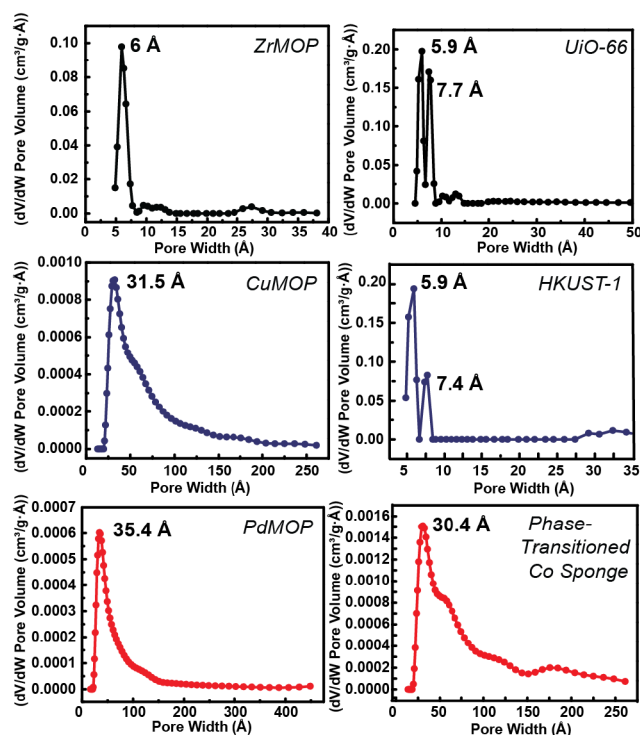 6 Å
ZrMOP
(dV/dW Pore Volume (cm³/g·Å))
0.10
0.08
0.06
0.04
0.02
0.00
0 5 10 15 20 25 30 35 40
Pore Width (Å)
5.9 Å
UiO-66
7.7 Å
(dV/dW Pore Volume (cm³/g·Å))
0.20
0.15
0.10
0.05
0.00
0 10 20 30 40 50
Pore Width (Å)
31.5 Å
CuMOP
(dV/dW Pore Volume (cm³/g·Å))
0.0010
0.0008
0.0006
0.0004
0.0002
0.0000
0 50 100 150 200 250
Pore Width (Å)
5.9 Å
HKUST-1
7.4 Å
(dV/dW Pore Volume (cm³/g·Å))
0.20
0.15
0.10
0.05
0.00
5 10 15 20 25 30 35
Pore Width (Å)
35.4 Å
PdMOP
(dV/dW Pore Volume (cm³/g·Å))
0.0007
0.0006
0.0005
0.0004
0.0003
0.0002
0.0001
0.0000
0 100 200 300 400
Pore Width (Å)
30.4 Å
Phase-
Transitioned
Co Sponge
(dV/dW Pore Volume (cm³/g·Å))
0.0016
0.0014
0.0012
0.0010
0.0008
0.0006
0.0004
0.0002
0.0000
0 50 100 150 200 250
Pore Width (Å)